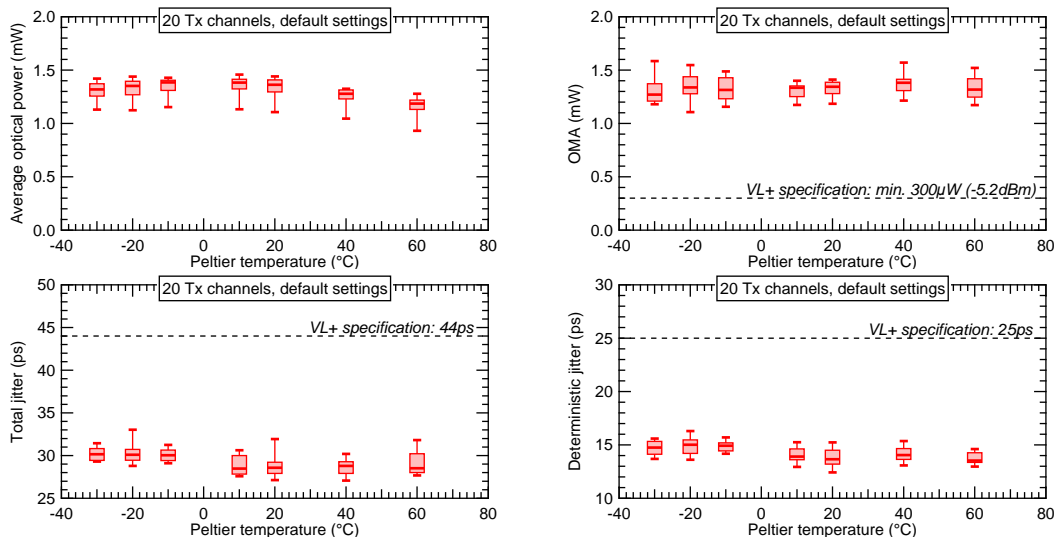 20 Tx channels, default settings
Average optical power (mW)
2.0
1.5
1.0
0.5
0.0
-40 -20 0 20 40 60 80
Peltier temperature (°C)
20 Tx channels, default settings
OMA (mW)
2.0
1.5
1.0
0.5
0.0
VL+ specification: min. 300µW (-5.2dBm)
-40 -20 0 20 40 60 80
Peltier temperature (°C)
20 Tx channels, default settings
Total jitter (ps)
50
45
40
35
30
25
VL+ specification: 44ps
-40 -20 0 20 40 60 80
Peltier temperature (°C)
20 Tx channels, default settings
Deterministic jitter (ps)
30
25
20
15
10
VL+ specification: 25ps
-40 -20 0 20 40 60 80
Peltier temperature (°C)